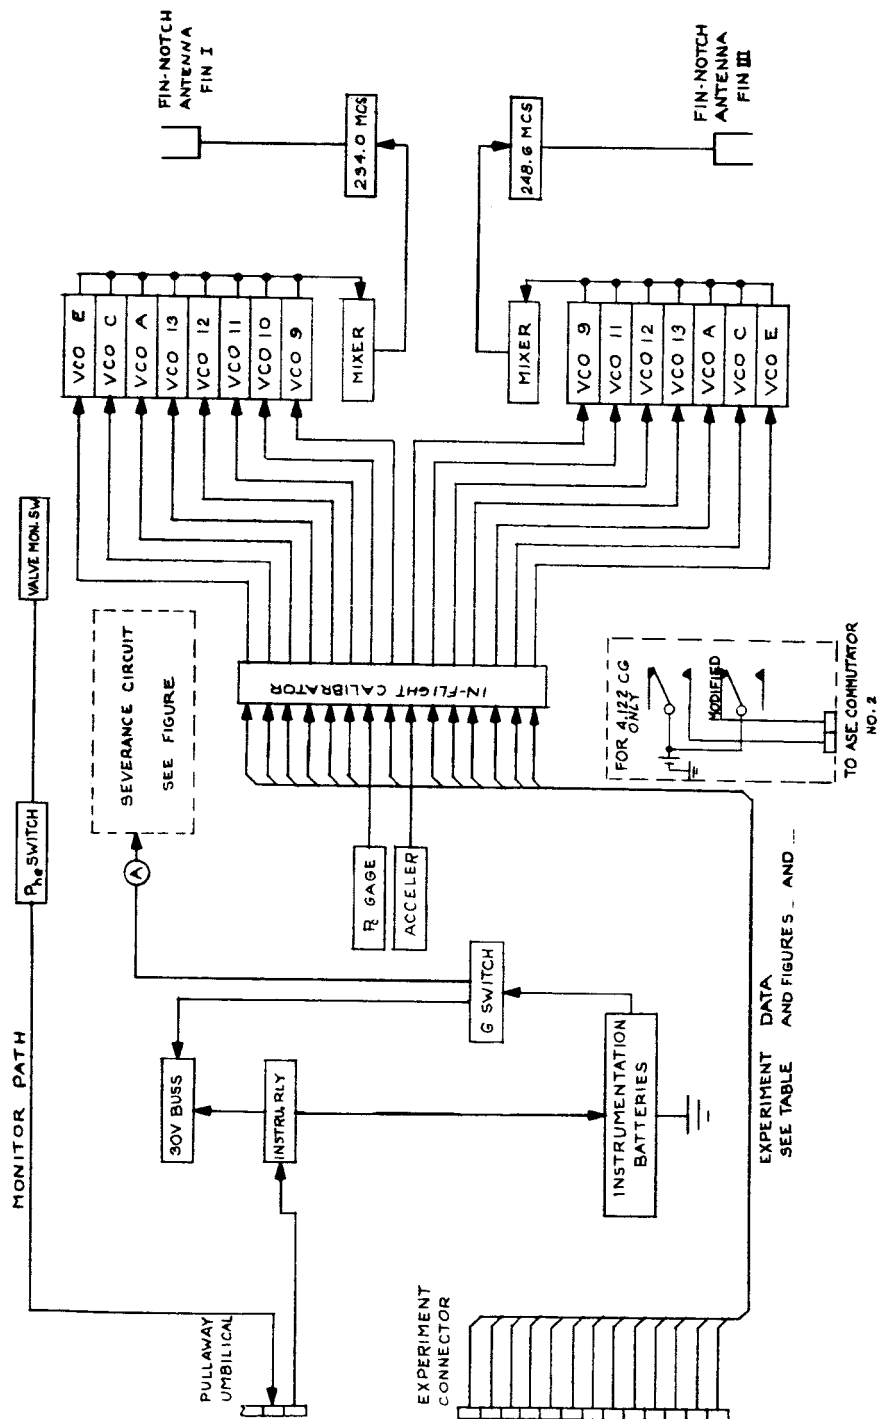 FIN-NOTCH
ANTENNA
FIN I
234.0 MCS
248.6 MCS
FIN-NOTCH
ANTENNA
FIN III
VCO E
VCO C
VCO A
VCO 13
VCO 12
VCO 11
VCO 10
VCO 9
MIXER
MIXER
VCO 9
VCO 11
VCO 12
VCO 13
VCO A
VCO C
VCO E
VALVE MON. SW
SEVERANCE CIRCUIT
SEE FIGURE
IN-FLIGHT CALIBRATOR
FOR 4.122 CG
ONLY
MODIFIED
TO ASE COMMUTATOR
NO. 2
Phe SWITCH
A
Pc GAGE
ACCELER
G SWITCH
MONITOR PATH
30V BUSS
INSTR. RLY
INSTRUMENTATION
BATTERIES
EXPERIMENT DATA
SEE TABLE AND FIGURES _ AND _
PULLAWAY
UMBILICAL
EXPERIMENT
CONNECTOR